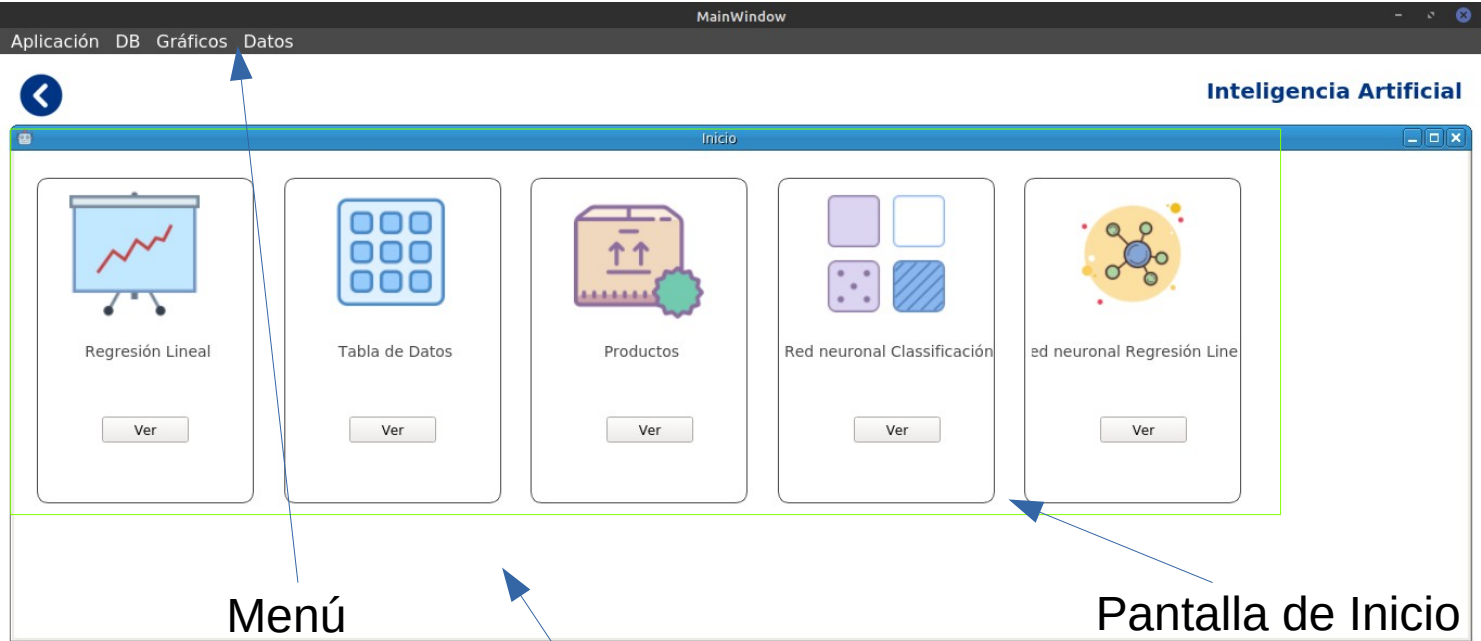 MainWindow
Aplicación DB Gráficos Datos
Inteligencia Artificial
Inicio
Regresión Lineal
Tabla de Datos
Productos
Red neuronal Classificación
ed neuronal Regresión Line
Ver
Ver
Ver
Ver
Ver
Menú
Pantalla de Inicio